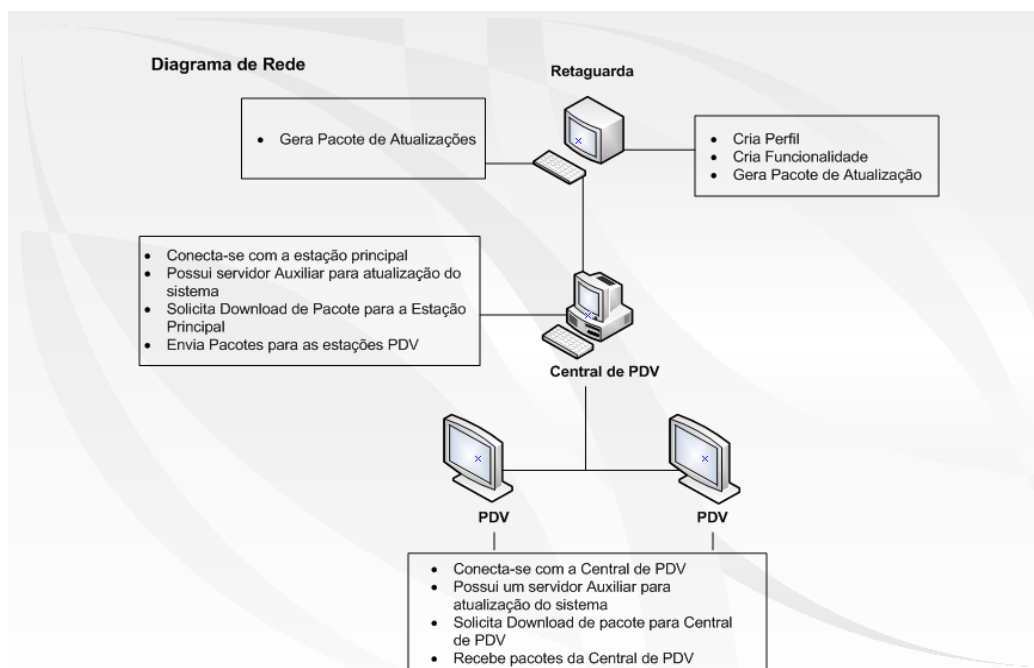 Diagrama de Rede
Retaguarda
• Gera Pacote de Atualizações
• Cria Perfil
• Cria Funcionalidade
• Gera Pacote de Atualização
• Conecta-se com a estação principal
• Possui servidor Auxiliar para atualização do
sistema
• Solicita Download de Pacote para a Estação
Principal
• Envia Pacotes para as estações PDV
Central de PDV
PDV
PDV
• Conecta-se com a Central de PDV
• Possui um servidor Auxiliar para
atualização do sistema
• Solicita Download de pacote para Central
de PDV
• Recebe pacotes da Central de PDV